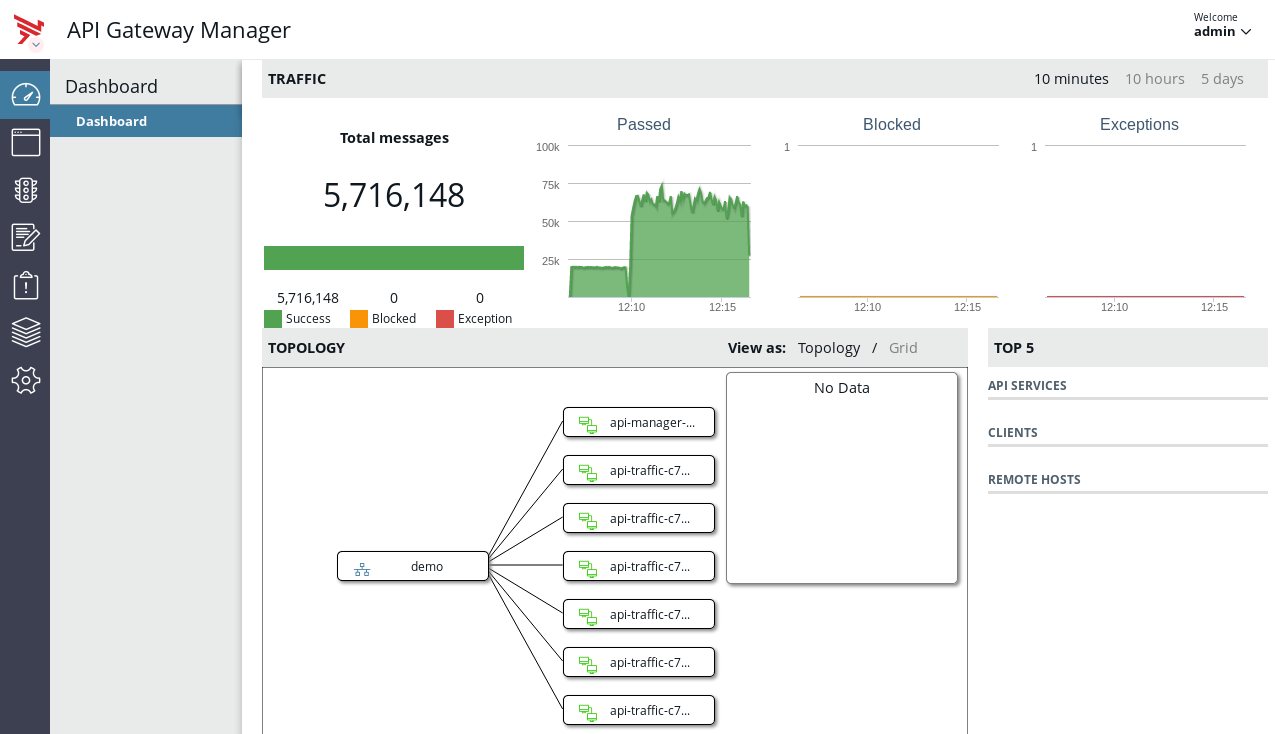 API Gateway Manager
Welcome
admin
Dashboard
Dashboard
TRAFFIC
10 minutes 10 hours 5 days
Total messages
5,716,148
5,716,148 0 0
Success Blocked Exception
Passed
100k
75k
50k
25k
12:10 12:15
Blocked
1
12:10 12:15
Exceptions
1
12:10 12:15
TOPOLOGY
View as: Topology / Grid
demo
api-manager-...
api-traffic-c7...
api-traffic-c7...
api-traffic-c7...
api-traffic-c7...
api-traffic-c7...
api-traffic-c7...
No Data
TOP 5
API SERVICES
CLIENTS
REMOTE HOSTS